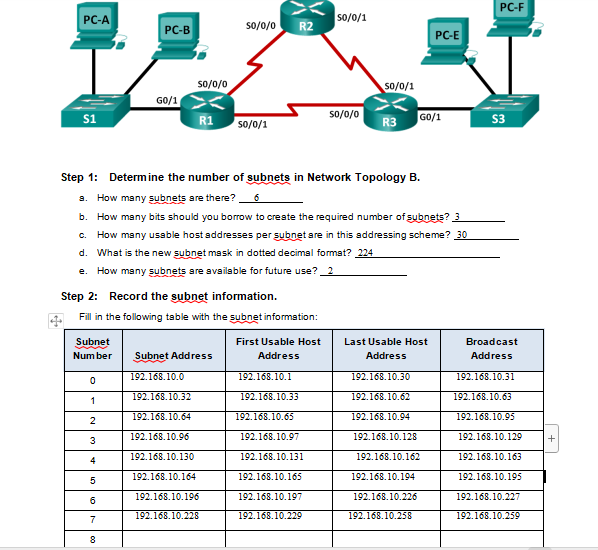 PC-F
PC-A
PC-B
S0/0/0
R2
S0/0/1
PC-E
S0/0/0
S0/0/1
G0/1
S1
R1
S0/0/1
S0/0/0
R3
G0/1
S3
Step 1: Determine the number of subnets in Network Topology B.
a. How many subnets are there? 6
b. How many bits should you borrow to create the required number of subnets? 3
c. How many usable host addresses per subnet are in this addressing scheme? 30
d. What is the new subnet mask in dotted decimal format? 224
e. How many subnets are available for future use? 2
Step 2: Record the subnet information.
Fill in the following table with the subnet information:
Subnet Number Subnet Address First Usable Host Address Last Usable Host Address Broadcast Address
0 192.168.10.0 192.168.10.1 192.168.10.30 192.168.10.31
1 192.168.10.32 192.168.10.33 192.168.10.62 192.168.10.63
2 192.168.10.64 192.168.10.65 192.168.10.94 192.168.10.95
3 192.168.10.96 192.168.10.97 192.168.10.128 192.168.10.129
4 192.168.10.130 192.168.10.131 192.168.10.162 192.168.10.163
5 192.168.10.164 192.168.10.165 192.168.10.194 192.168.10.195
6 192.168.10.196 192.168.10.197 192.168.10.226 192.168.10.227
7 192.168.10.228 192.168.10.229 192.168.10.258 192.168.10.259
8